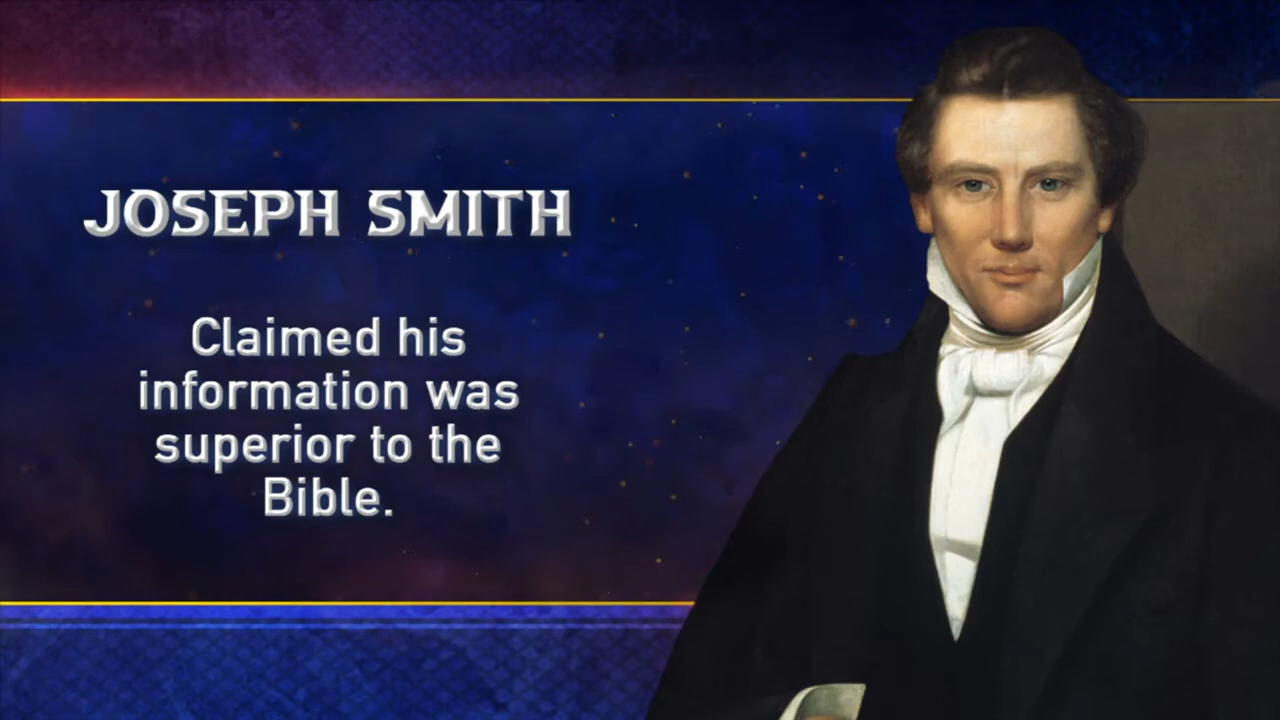 JOSEPH SMITH
Claimed his
information was
superior to the
Bible.